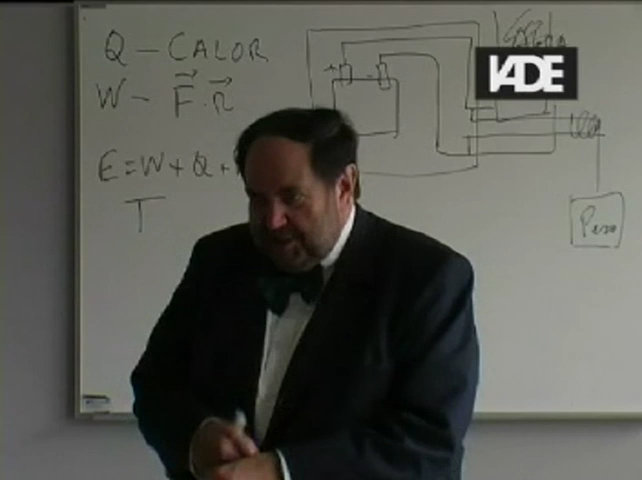 Q - CALOR
W - F . r
E = W + Q +
T
IADE
Peso